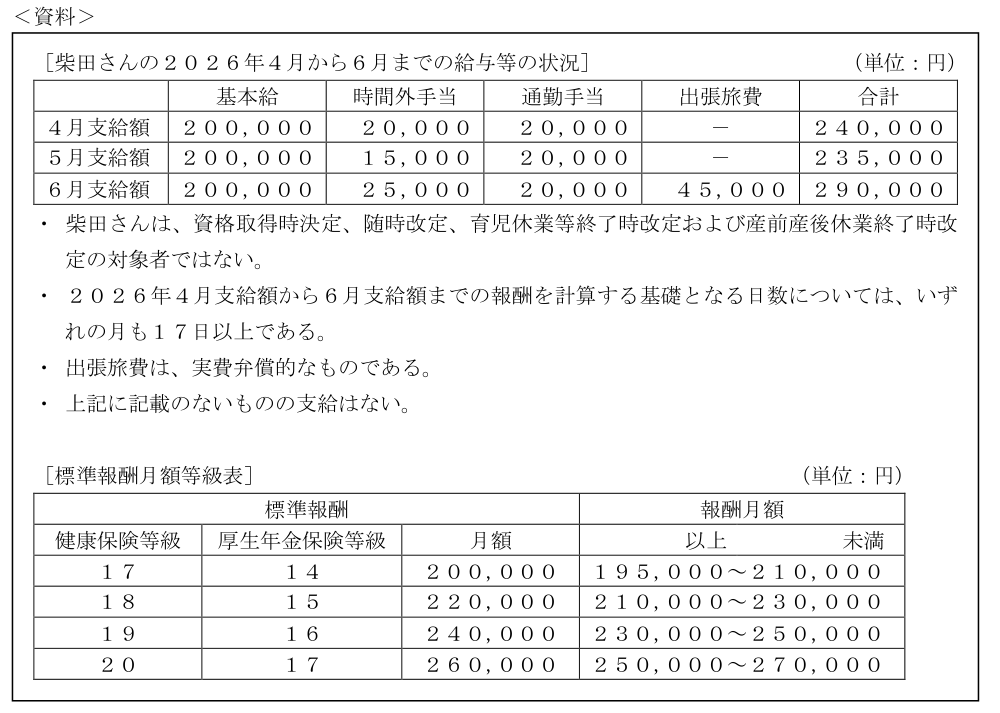 ＜資料＞
［柴田さんの２０２６年４月から６月までの給与等の状況］ （単位：円）
基本給 時間外手当 通勤手当 出張旅費 合計
４月支給額 ２００,０００ ２０,０００ ２０,０００ － ２４０,０００
５月支給額 ２００,０００ １５,０００ ２０,０００ － ２３５,０００
６月支給額 ２００,０００ ２５,０００ ２０,０００ ４５,０００ ２９０,０００
・ 柴田さんは、資格取得時決定、随時改定、育児休業等終了時改定および産前産後休業終了時改
定の対象者ではない。
・ ２０２６年４月支給額から６月支給額までの報酬を計算する基礎となる日数については、いず
れの月も１７日以上である。
・ 出張旅費は、実費弁償的なものである。
・ 上記に記載のないものの支給はない。
［標準報酬月額等級表］ （単位：円）
標準報酬 報酬月額
健康保険等級 厚生年金保険等級 月額 以上 未満
１７ １４ ２００,０００ １９５,０００～２１０,０００
１８ １５ ２２０,０００ ２１０,０００～２３０,０００
１９ １６ ２４０,０００ ２３０,０００～２５０,０００
２０ １７ ２６０,０００ ２５０,０００～２７０,０００